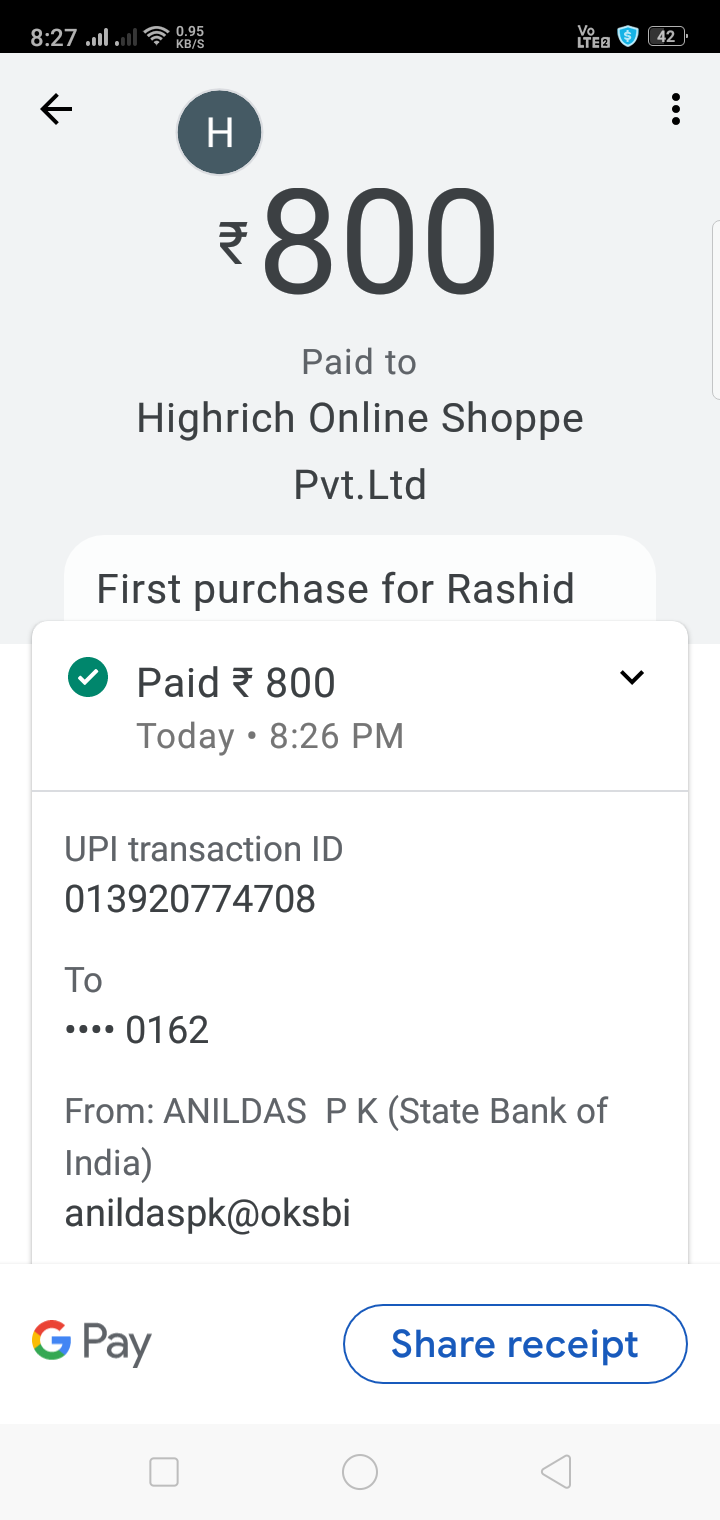 8:27 0.95 KB/S Vo LTE2 42
H
₹800
Paid to
Highrich Online Shoppe
Pvt.Ltd
First purchase for Rashid
Paid ₹ 800
Today • 8:26 PM
UPI transaction ID
013920774708
To
•••• 0162
From: ANILDAS P K (State Bank of
India)
anildaspk@oksbi
G Pay
Share receipt